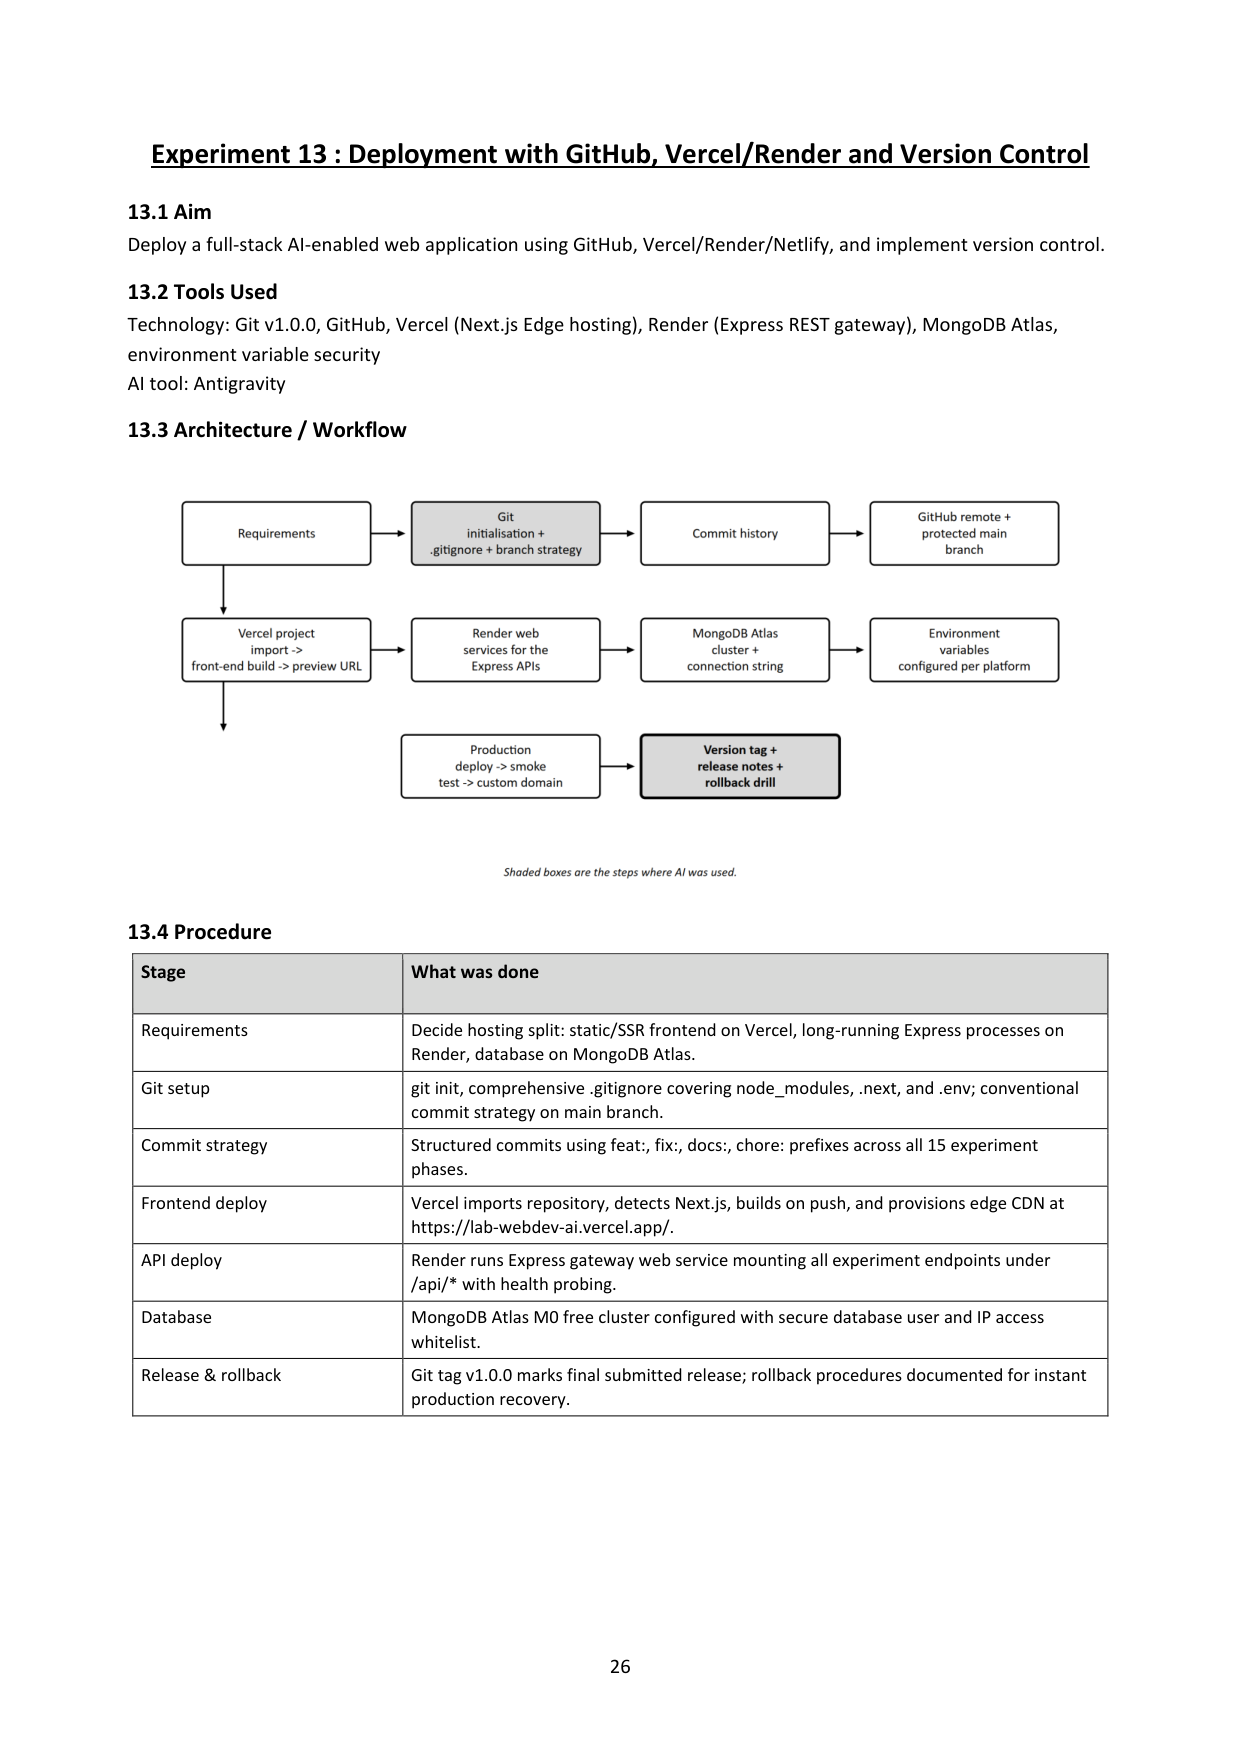 Experiment 13 : Deployment with GitHub, Vercel/Render and Version Control
13.1 Aim
Deploy a full-stack AI-enabled web application using GitHub, Vercel/Render/Netlify, and implement version control.
13.2 Tools Used
Technology: Git v1.0.0, GitHub, Vercel (Next.js Edge hosting), Render (Express REST gateway), MongoDB Atlas,
environment variable security
AI tool: Antigravity
13.3 Architecture / Workflow
Requirements
Git
initialisation +
.gitignore + branch strategy
Commit history
GitHub remote +
protected main
branch
Vercel project
import ->
front-end build -> preview URL
Render web
services for the
Express APIs
MongoDB Atlas
cluster +
connection string
Environment
variables
configured per platform
Production
deploy -> smoke
test -> custom domain
Version tag +
release notes +
rollback drill
Shaded boxes are the steps where AI was used.
13.4 Procedure
Stage
What was done
Requirements
Decide hosting split: static/SSR frontend on Vercel, long-running Express processes on
Render, database on MongoDB Atlas.
Git setup
git init, comprehensive .gitignore covering node_modules, .next, and .env; conventional
commit strategy on main branch.
Commit strategy
Structured commits using feat:, fix:, docs:, chore: prefixes across all 15 experiment
phases.
Frontend deploy
Vercel imports repository, detects Next.js, builds on push, and provisions edge CDN at
https://lab-webdev-ai.vercel.app/.
API deploy
Render runs Express gateway web service mounting all experiment endpoints under
/api/* with health probing.
Database
MongoDB Atlas M0 free cluster configured with secure database user and IP access
whitelist.
Release & rollback
Git tag v1.0.0 marks final submitted release; rollback procedures documented for instant
production recovery.
26